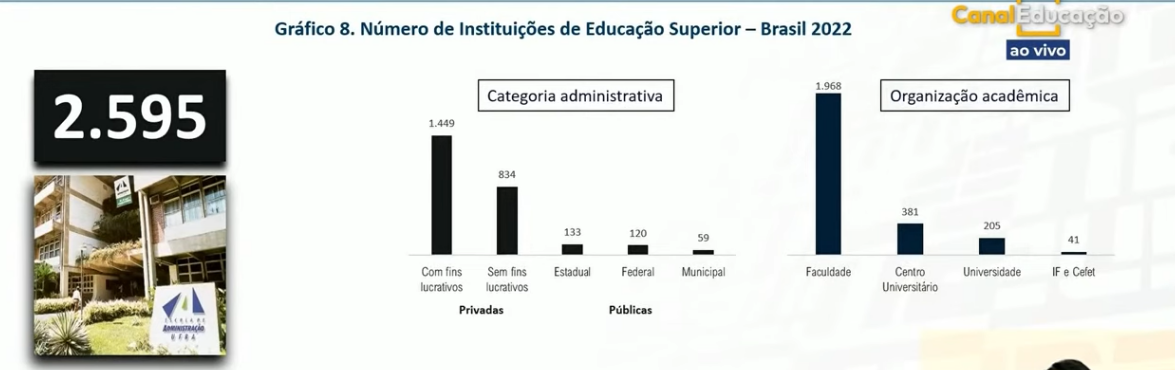 Gráfico 8. Número de Instituições de Educação Superior – Brasil 2022
CanalEducação
ao vivo
2.595
Categoria administrativa
1.449
834
133
120
59
Com fins
lucrativos
Sem fins
lucrativos
Estadual
Federal
Municipal
Privadas
Públicas
Organização acadêmica
1.968
381
205
41
Faculdade
Centro
Universitário
Universidade
IF e Cefet
ESCOLA DE
ADMINISTRAÇÃO
UFBA